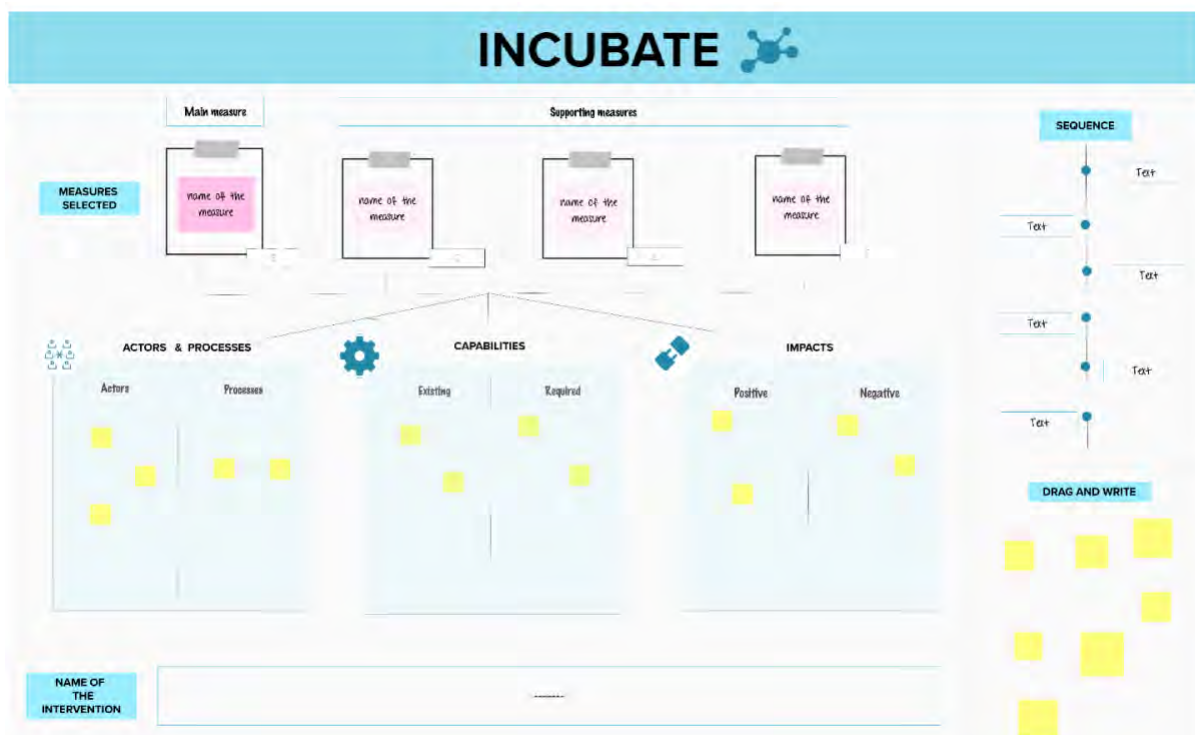 INCUBATE
Main measure
Supporting measures
MEASURES
SELECTED
name of the
measure
name of the
measure
name of the
measure
name of the
measure
ACTORS & PROCESSES
Actors
Processes
CAPABILITIES
Existing
Required
IMPACTS
Positive
Negative
SEQUENCE
Text
Text
Text
Text
Text
Text
DRAG AND WRITE
NAME OF
THE
INTERVENTION